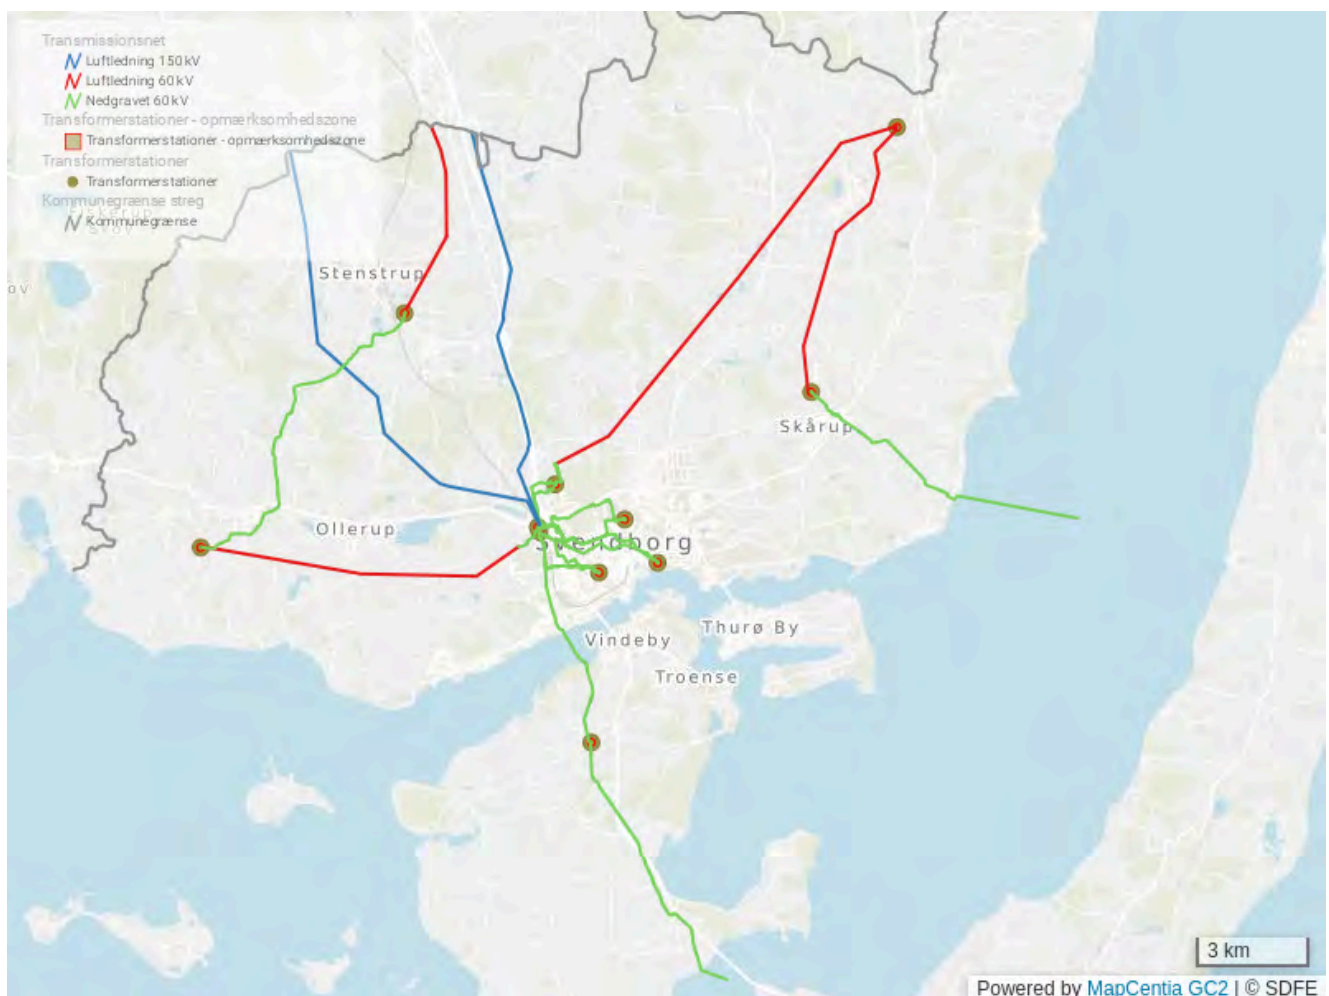 Transmissionsnet
Luftledning 150 kV
Luftledning 60 kV
Nedgravet 60 kV
Transformerstationer - opmærksomhedszone
Transformerstationer - opmærksomhedszone
Transformerstationer
Transformerstationer
Kommunegrænse streg
Kommunegrænse
ov
Stenstrup
Skårup
Ollerup
Svendborg
Vindeby
Thurø By
Troense
3 km
Powered by MapCentia GC2 | © SDFE